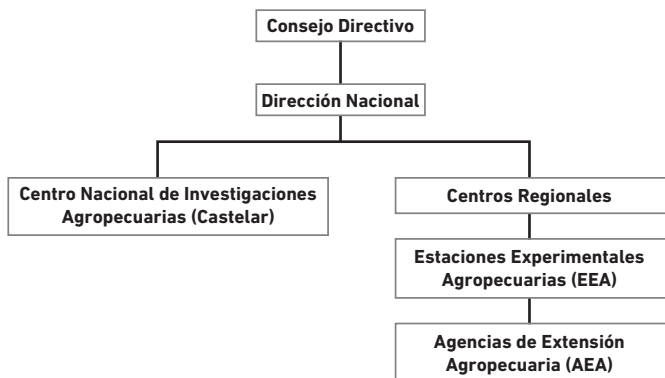 Consejo Directivo
Dirección Nacional
Centro Nacional de Investigaciones
Agropecuarias (Castelar)
Centros Regionales
Estaciones Experimentales
Agropecuarias (EEA)
Agencias de Extensión
Agropecuaria (AEA)